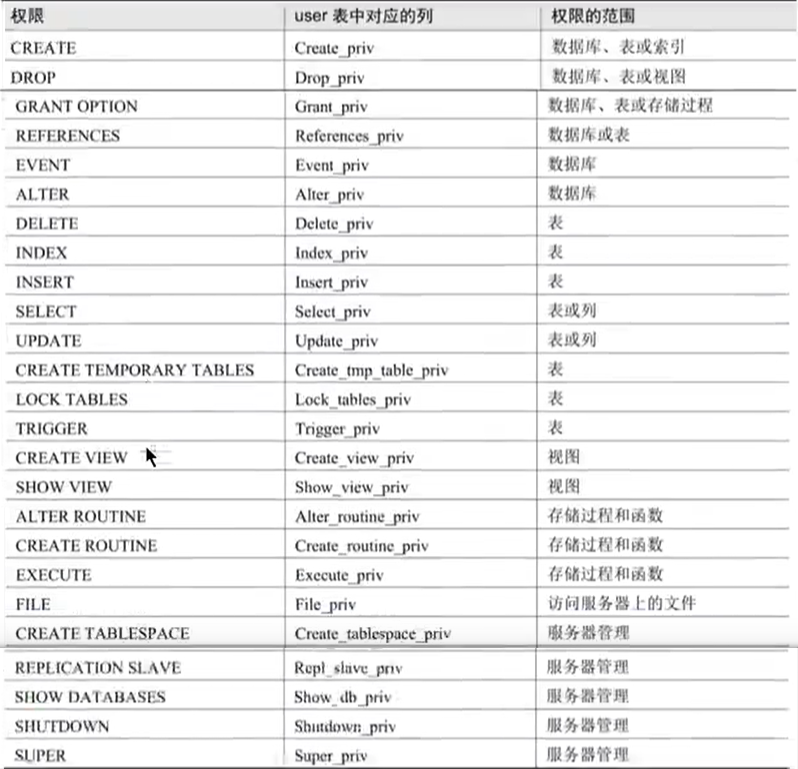 权限 user 表中对应的列 权限的范围
CREATE Create_priv 数据库、表或索引
DROP Drop_priv 数据库、表或视图
GRANT OPTION Grant_priv 数据库、表或存储过程
REFERENCES References_priv 数据库或表
EVENT Event_priv 数据库
ALTER Alter_priv 数据库
DELETE Delete_priv 表
INDEX Index_priv 表
INSERT Insert_priv 表
SELECT Select_priv 表或列
UPDATE Update_priv 表或列
CREATE TEMPORARY TABLES Create_tmp_table_priv 表
LOCK TABLES Lock_tables_priv 表
TRIGGER Trigger_priv 表
CREATE VIEW Create_view_priv 视图
SHOW VIEW Show_view_priv 视图
ALTER ROUTINE Alter_routine_priv 存储过程和函数
CREATE ROUTINE Create_routine_priv 存储过程和函数
EXECUTE Execute_priv 存储过程和函数
FILE File_priv 访问服务器上的文件
CREATE TABLESPACE Create_tablespace_priv 服务器管理
REPLICATION SLAVE Repl_slave_priv 服务器管理
SHOW DATABASES Show_db_priv 服务器管理
SHUTDOWN Shutdown_priv 服务器管理
SUPER Super_priv 服务器管理